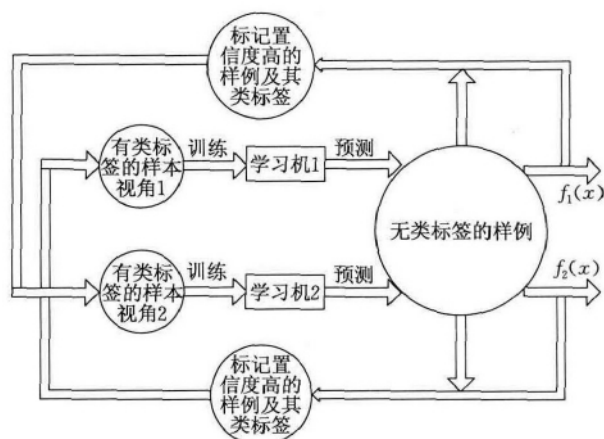 标记置
信度高的
样例及其
类标签
有类标
签的样本
视角1
训练
学习机1
预测
f₁(x)
无类标签的样例
f₂(x)
有类标
签的样本
视角2
训练
学习机2
预测
标记置
信度高的
样例及其
类标签